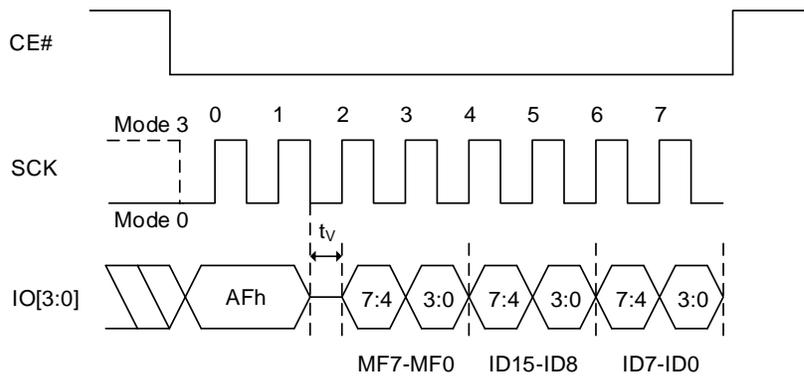 CE#
Mode 3
0 1 2 3 4 5 6 7
SCK
Mode 0
tV
IO[3:0]
AFh
7:4 3:0 7:4 3:0 7:4 3:0
MF7-MF0 ID15-ID8 ID7-ID0